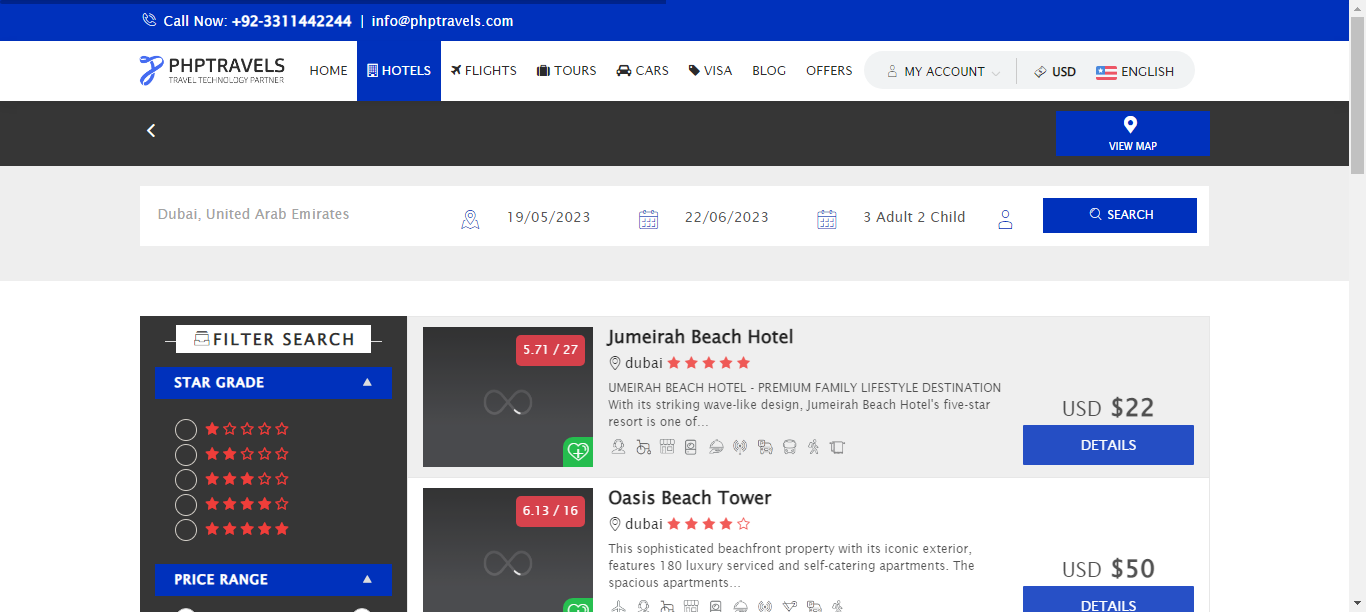 Call Now: +92-3311442244 | info@phptravels.com
PHPTRAVELS
TRAVEL TECHNOLOGY PARTNER
HOME HOTELS FLIGHTS TOURS CARS VISA BLOG OFFERS MY ACCOUNT USD ENGLISH
VIEW MAP
Dubai, United Arab Emirates 19/05/2023 22/06/2023 3 Adult 2 Child SEARCH
FILTER SEARCH
STAR GRADE
PRICE RANGE
5.71 / 27
Jumeirah Beach Hotel
dubai
UMEIRAH BEACH HOTEL - PREMIUM FAMILY LIFESTYLE DESTINATION
With its striking wave-like design, Jumeirah Beach Hotel's five-star
resort is one of...
USD $22
DETAILS
6.13 / 16
Oasis Beach Tower
dubai
This sophisticated beachfront property with its iconic exterior,
features 180 luxury serviced and self-catering apartments. The
spacious apartments...
USD $50
DETAILS